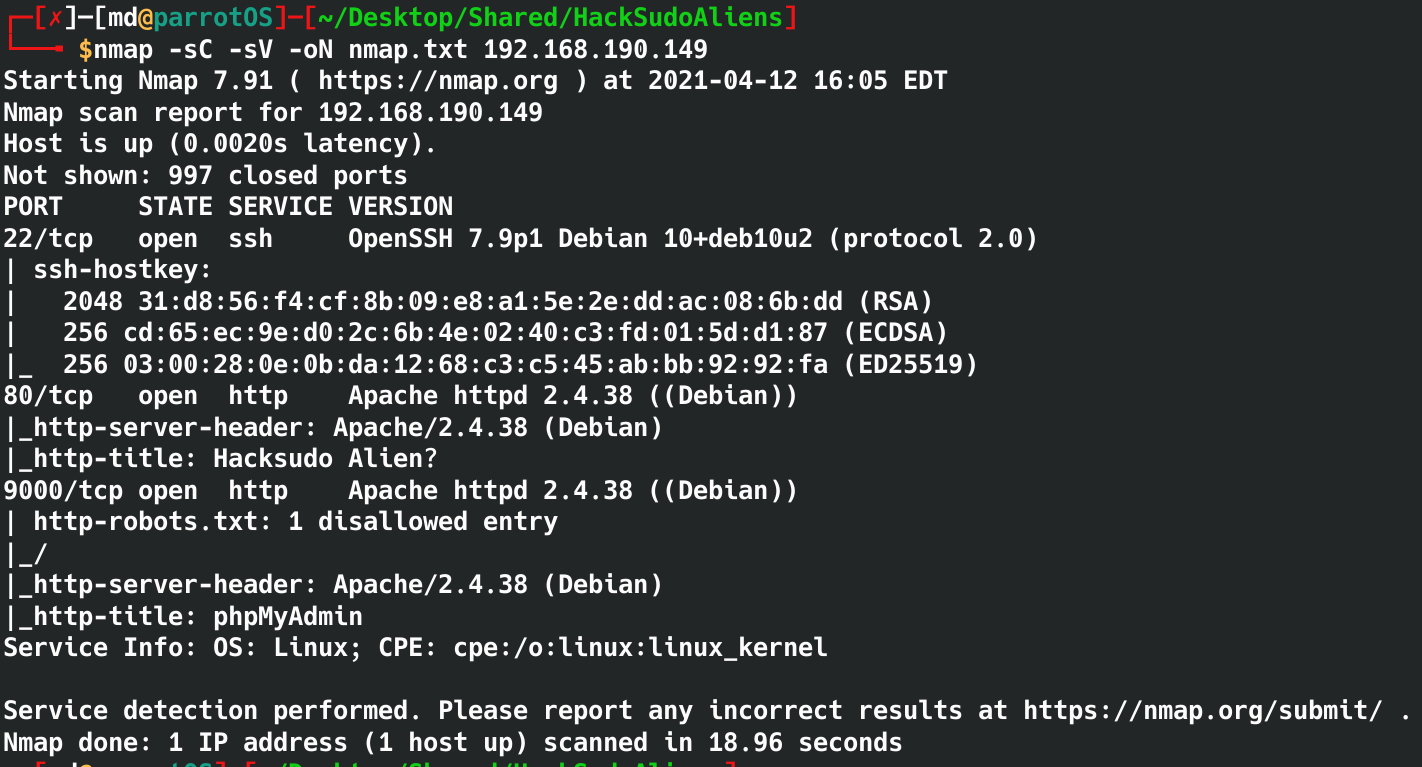 ┌─[✗]─[md@parrotOS]─[~/Desktop/Shared/HackSudoAliens]
└──╼ $nmap -sC -sV -oN nmap.txt 192.168.190.149
Starting Nmap 7.91 ( https://nmap.org ) at 2021-04-12 16:05 EDT
Nmap scan report for 192.168.190.149
Host is up (0.0020s latency).
Not shown: 997 closed ports
PORT     STATE SERVICE VERSION
22/tcp   open  ssh     OpenSSH 7.9p1 Debian 10+deb10u2 (protocol 2.0)
| ssh-hostkey:
|   2048 31:d8:56:f4:cf:8b:09:e8:a1:5e:2e:dd:ac:08:6b:dd (RSA)
|   256 cd:65:ec:9e:d0:2c:6b:4e:02:40:c3:fd:01:5d:d1:87 (ECDSA)
|_  256 03:00:28:0e:0b:da:12:68:c3:c5:45:ab:bb:92:92:fa (ED25519)
80/tcp   open  http    Apache httpd 2.4.38 ((Debian))
|_http-server-header: Apache/2.4.38 (Debian)
|_http-title: Hacksudo Alien?
9000/tcp open  http    Apache httpd 2.4.38 ((Debian))
| http-robots.txt: 1 disallowed entry
|_/
|_http-server-header: Apache/2.4.38 (Debian)
|_http-title: phpMyAdmin
Service Info: OS: Linux; CPE: cpe:/o:linux:linux_kernel

Service detection performed. Please report any incorrect results at https://nmap.org/submit/ .
Nmap done: 1 IP address (1 host up) scanned in 18.96 seconds